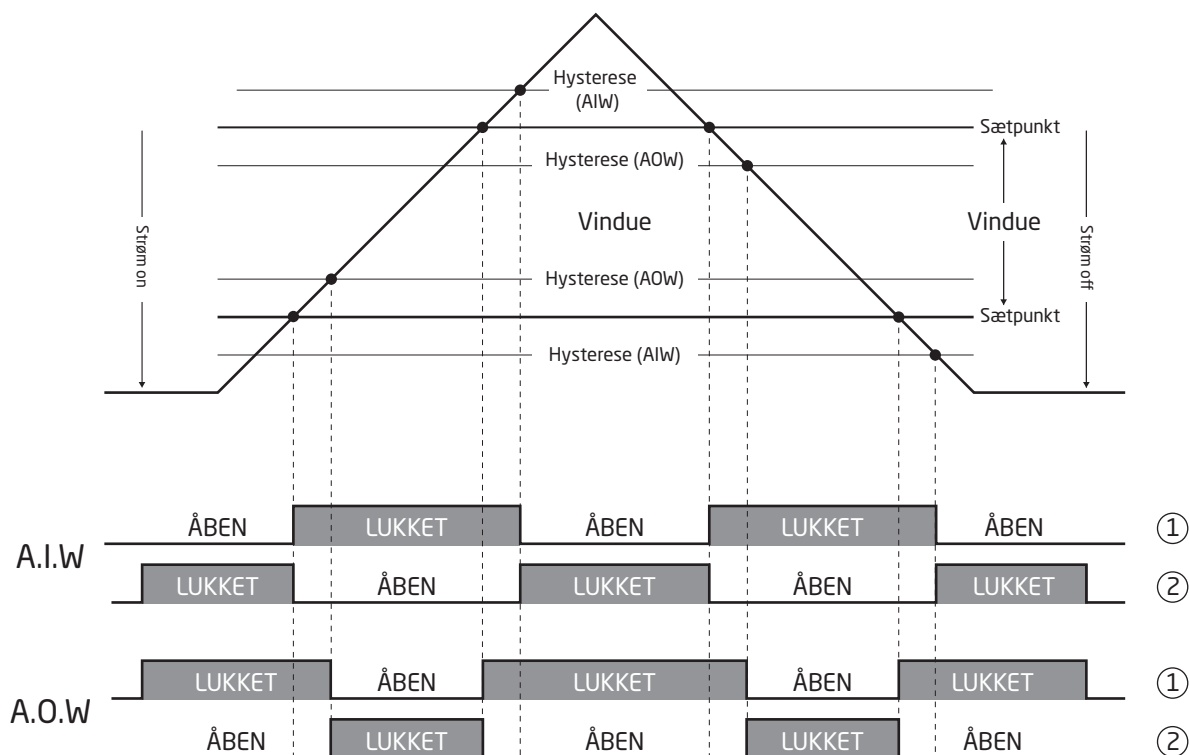 Hysterese
(AIW)
Sætpunkt
Hysterese (AOW)
Strøm on
Vindue
Vindue
Strøm off
Hysterese (AOW)
Sætpunkt
Hysterese (AIW)
A.I.W
ÅBEN LUKKET ÅBEN LUKKET ÅBEN ①
LUKKET ÅBEN LUKKET ÅBEN LUKKET ②
A.O.W
LUKKET ÅBEN LUKKET ÅBEN LUKKET ①
ÅBEN LUKKET ÅBEN LUKKET ÅBEN ②